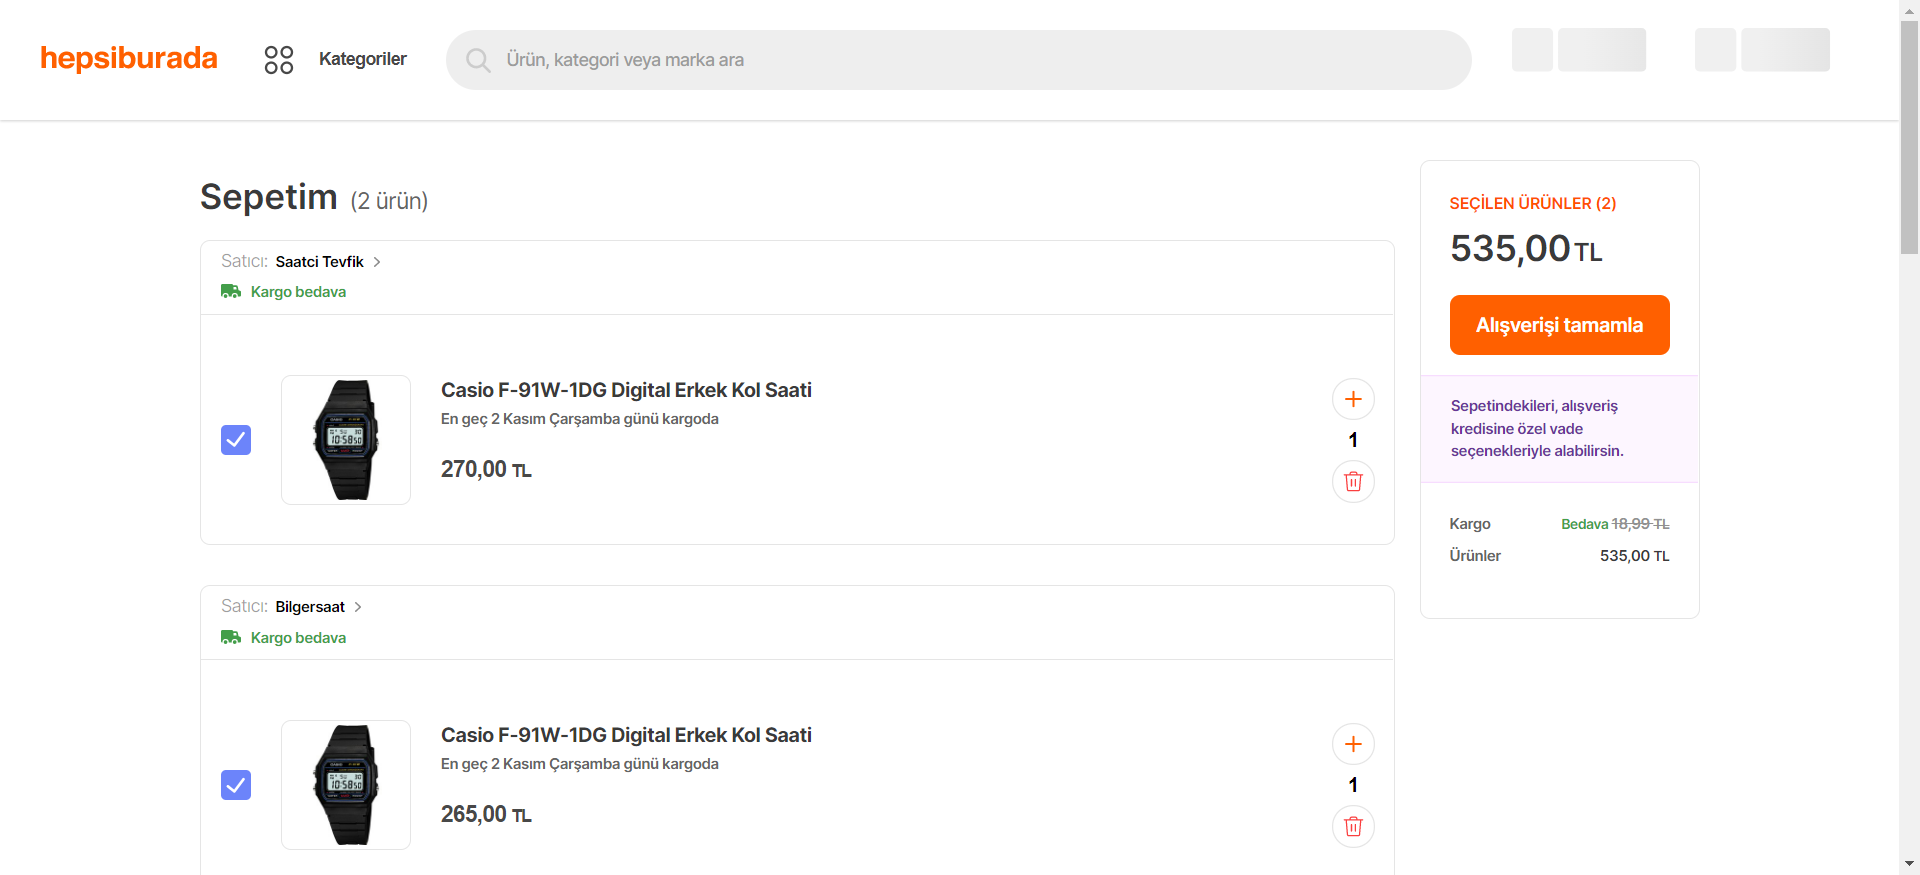 hepsiburada
Kategoriler
Ürün, kategori veya marka ara
Sepetim (2 ürün)
Satıcı: Saatci Tevfik
Kargo bedava
Casio F-91W-1DG Digital Erkek Kol Saati
En geç 2 Kasım Çarşamba günü kargoda
270,00 TL
1
Satıcı: Bilgersaat
Kargo bedava
Casio F-91W-1DG Digital Erkek Kol Saati
En geç 2 Kasım Çarşamba günü kargoda
265,00 TL
1
SEÇİLEN ÜRÜNLER (2)
535,00 TL
Alışverişi tamamla
Sepetindekileri, alışveriş
kredisine özel vade
seçenekleriyle alabilirsin.
Kargo Bedava 18,99 TL
Ürünler 535,00 TL